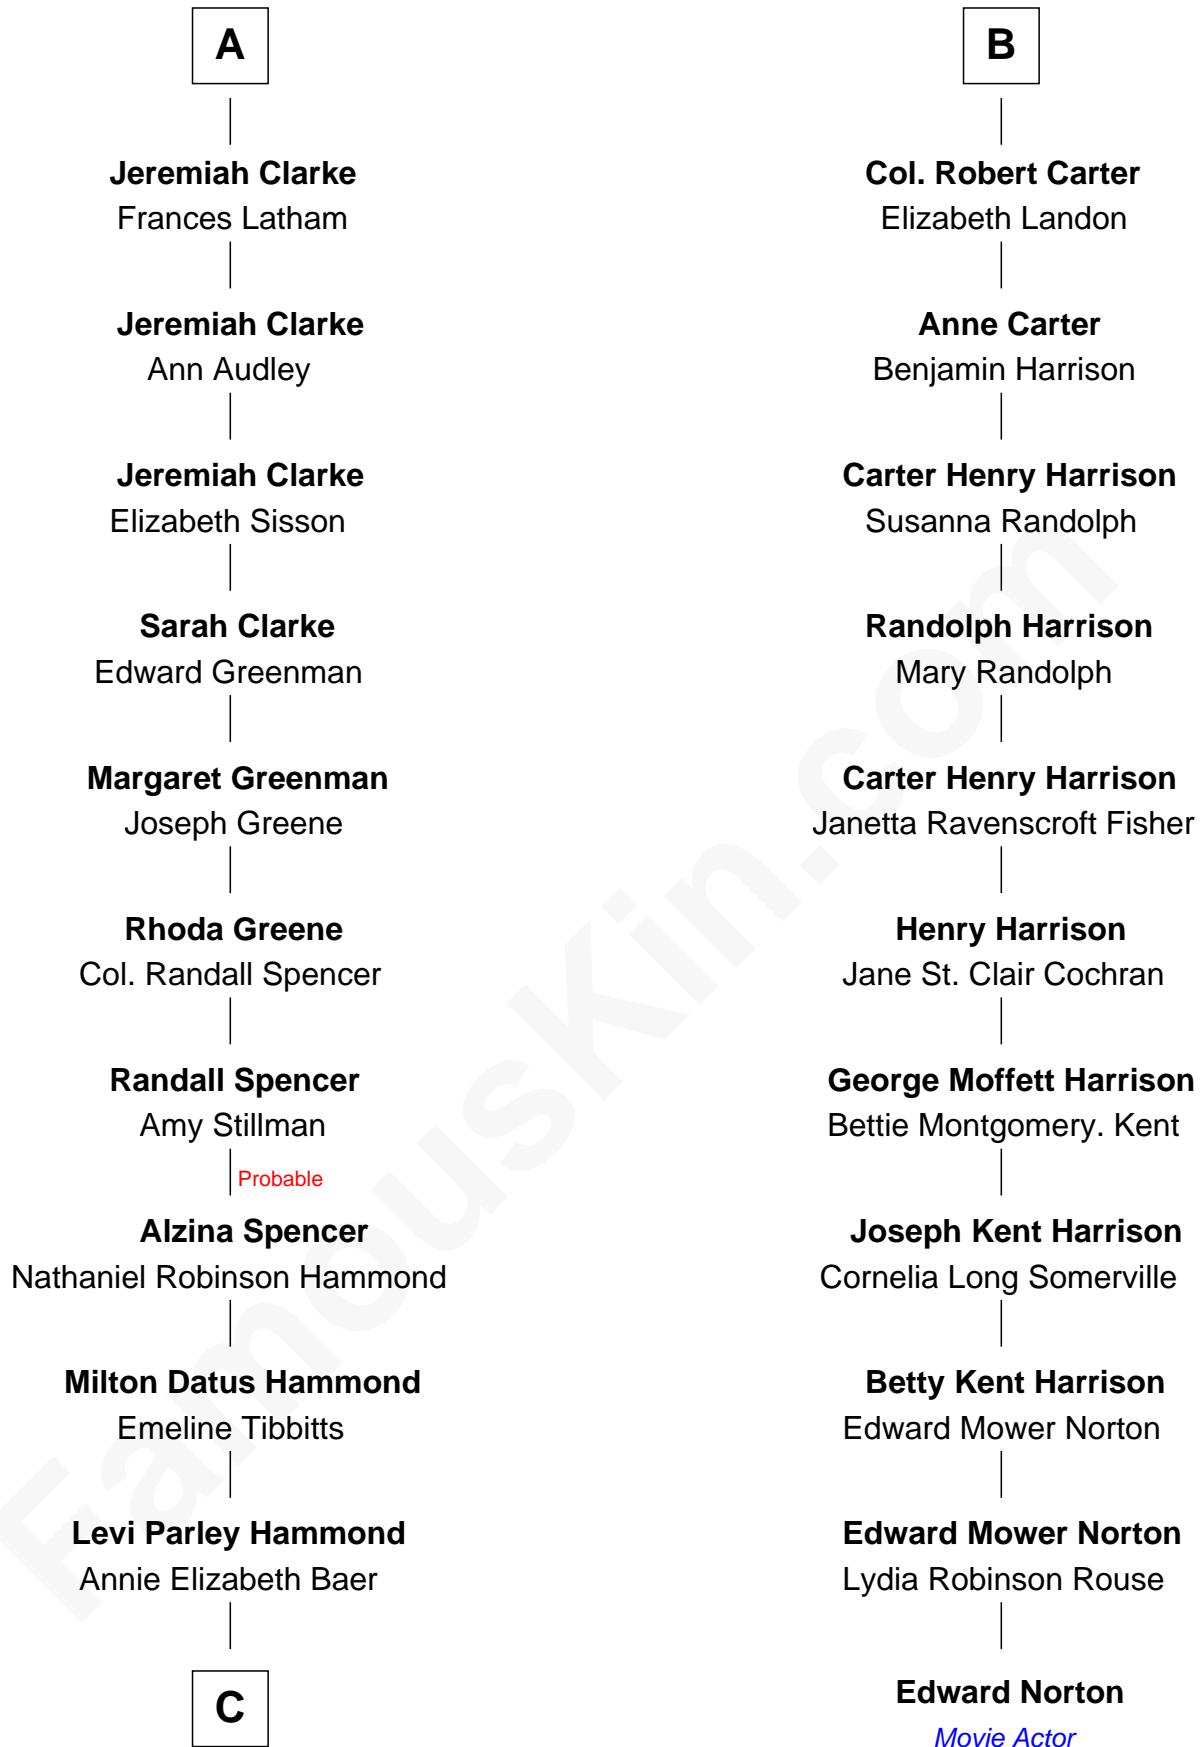 A
Jeremiah Clarke
Frances Latham
Jeremiah Clarke
Ann Audley
Jeremiah Clarke
Elizabeth Sisson
Sarah Clarke
Edward Greenman
Margaret Greenman
Joseph Greene
Rhoda Greene
Col. Randall Spencer
Randall Spencer
Amy Stillman
Probable
Alzina Spencer
Nathaniel Robinson Hammond
Milton Datus Hammond
Emeline Tibbitts
Levi Parley Hammond
Annie Elizabeth Baer
C
B
Col. Robert Carter
Elizabeth Landon
Anne Carter
Benjamin Harrison
Carter Henry Harrison
Susanna Randolph
Randolph Harrison
Mary Randolph
Carter Henry Harrison
Janetta Ravenscroft Fisher
Henry Harrison
Jane St. Clair Cochran
George Moffett Harrison
Bettie Montgomery. Kent
Joseph Kent Harrison
Cornelia Long Somerville
Betty Kent Harrison
Edward Mower Norton
Edward Mower Norton
Lydia Robinson Rouse
Edward Norton
Movie Actor
FamousKin.com